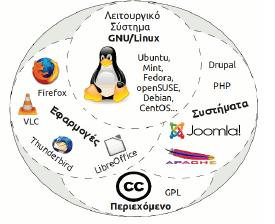 Λειτουργικό
Σύστημα
GNU/Linux
Ubuntu,
Mint,
Fedora,
openSUSE,
Debian,
CentOS...
Drupal
PHP
Συστήματα
Joomla!
APACHE
Firefox
Εφαρμογές
VLC
Thunderbird
LibreOffice
cc
GPL
Περιεχόμενο